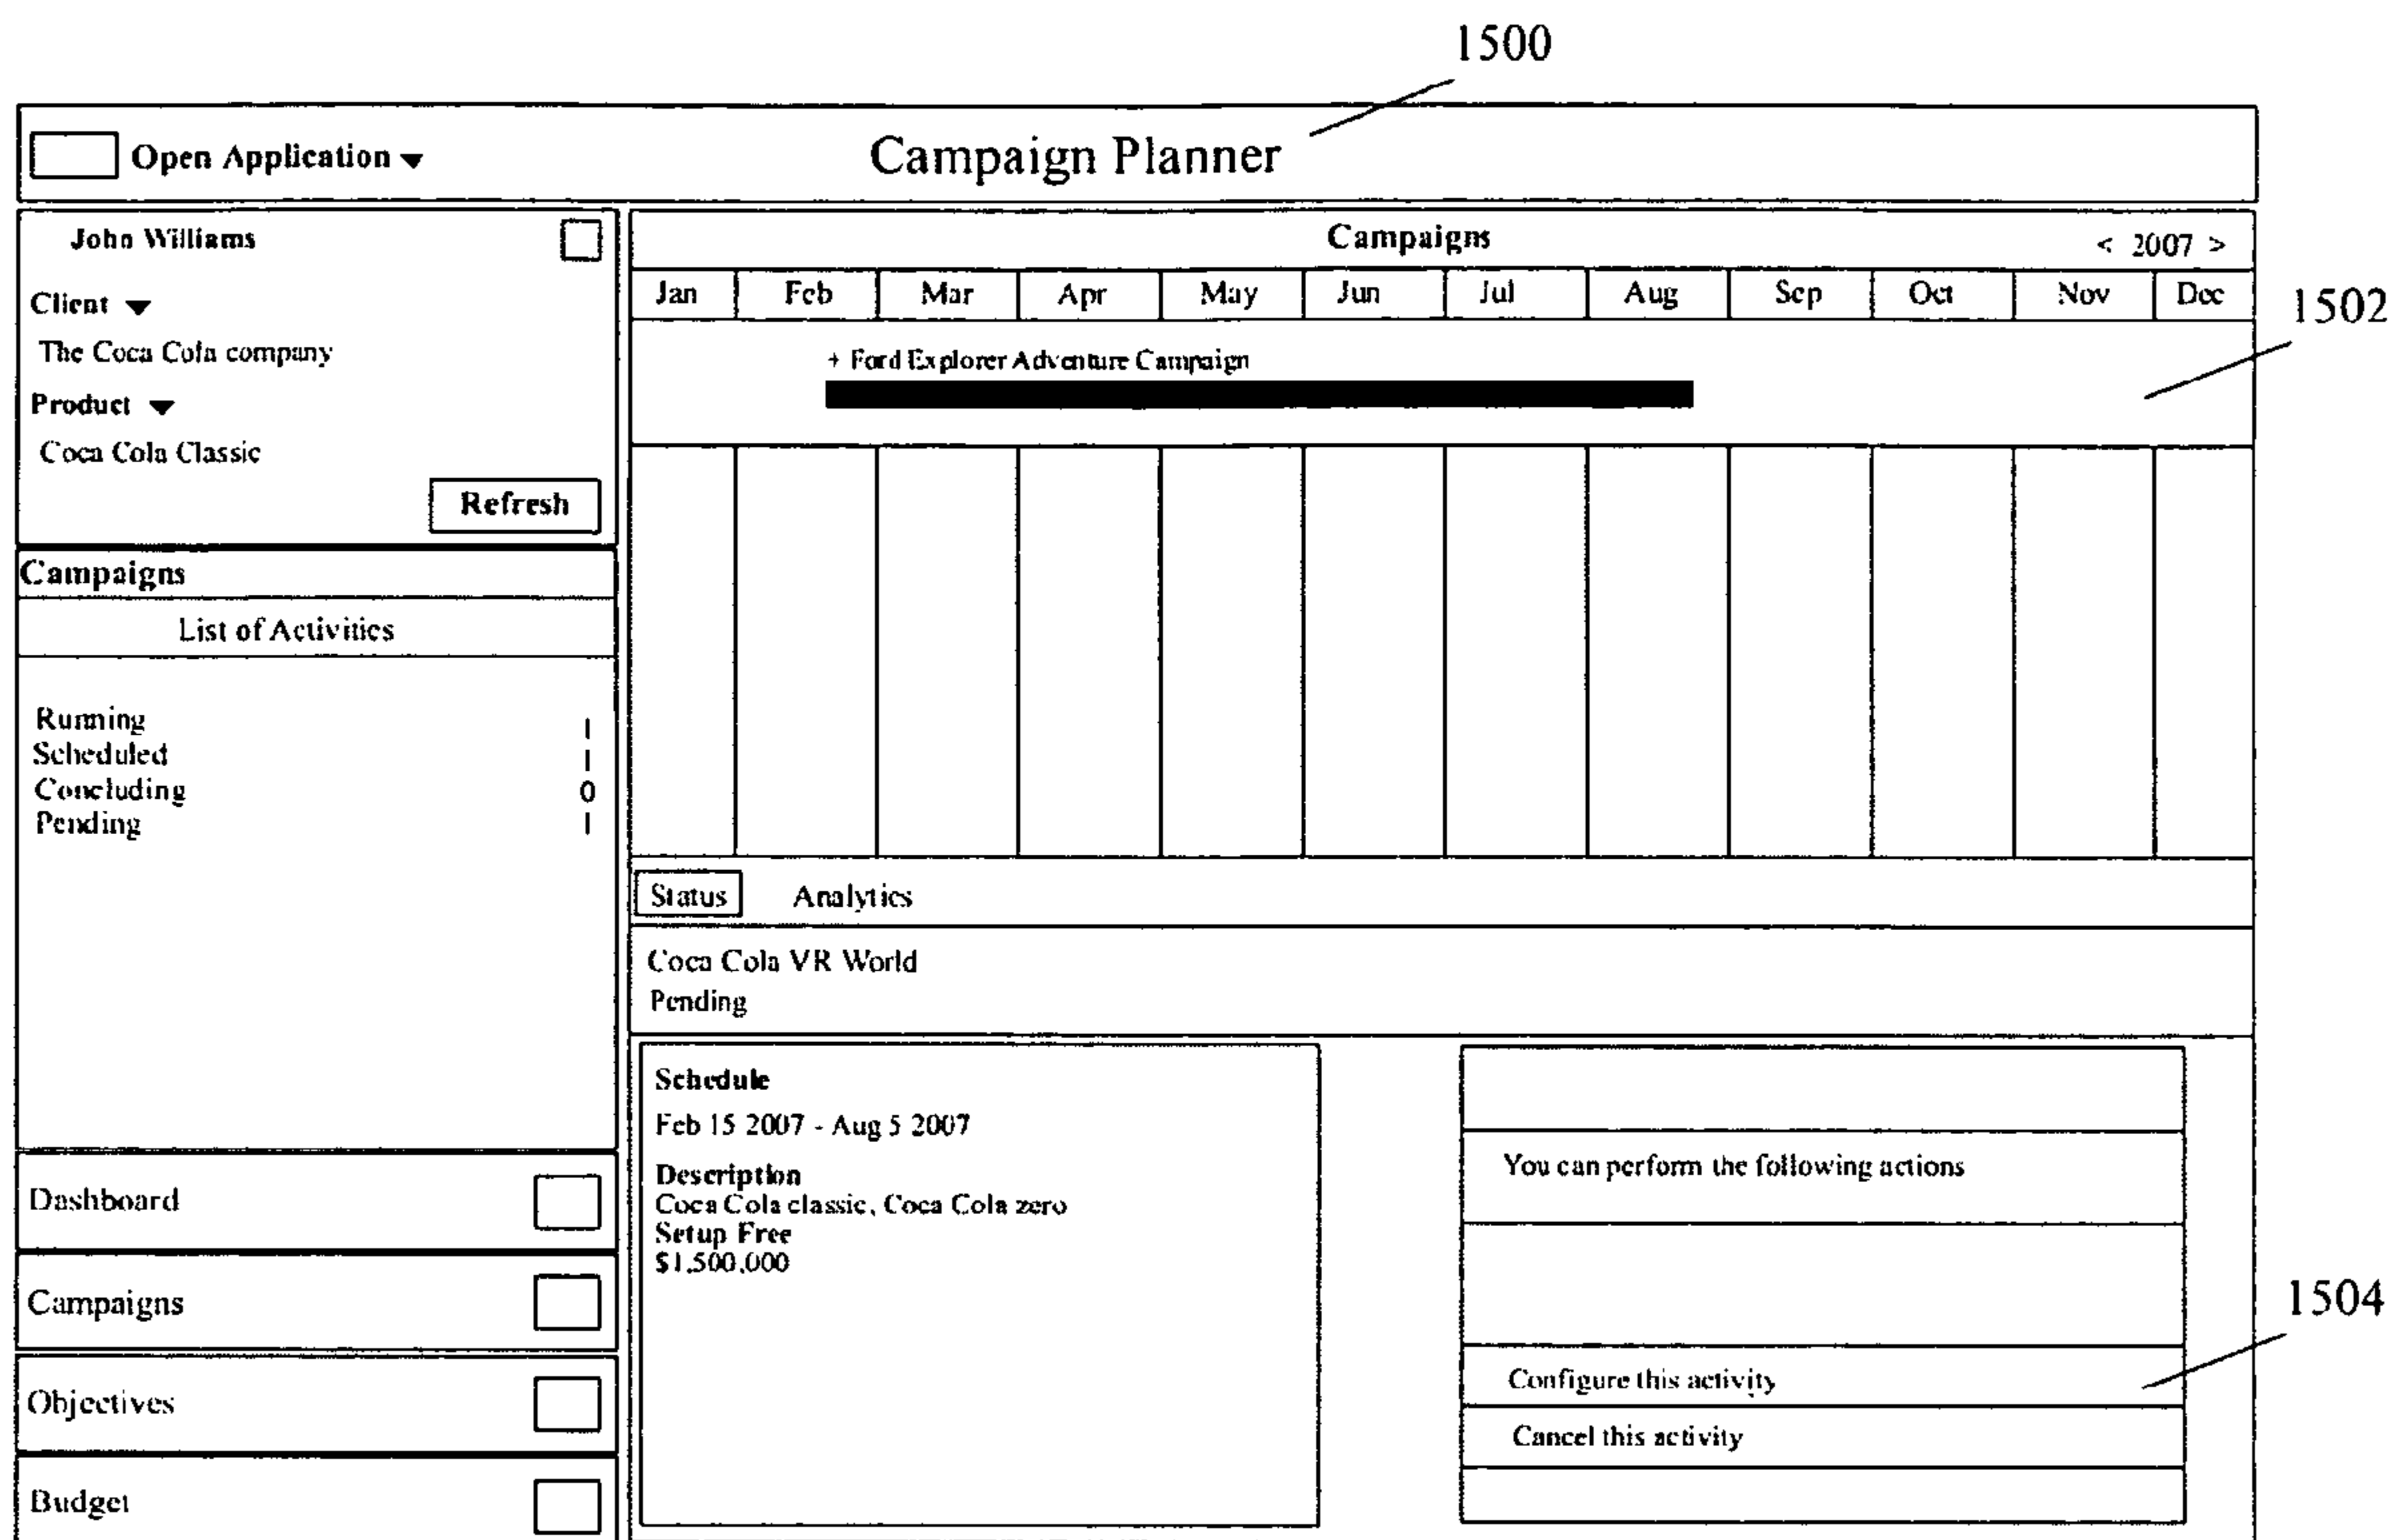 1500
Open Application
Campaign Planner
John Williams
Client
The Coca Cola company
Product
Coca Cola Classic
Refresh
Campaigns
List of Activities
Running 1
Scheduled 1
Concluding 0
Pending 1
Dashboard
Campaigns
Objectives
Budget
Campaigns < 2007 >
Jan Feb Mar Apr May Jun Jul Aug Sep Oct Nov Dec
1502
+ Ford Explorer Adventure Campaign
Status Analytics
Coca Cola VR World
Pending
Schedule
Feb 15 2007 - Aug 5 2007
Description
Coca Cola classic, Coca Cola zero
Setup Free
$1,500,000
You can perform the following actions
Configure this activity
1504
Cancel this activity